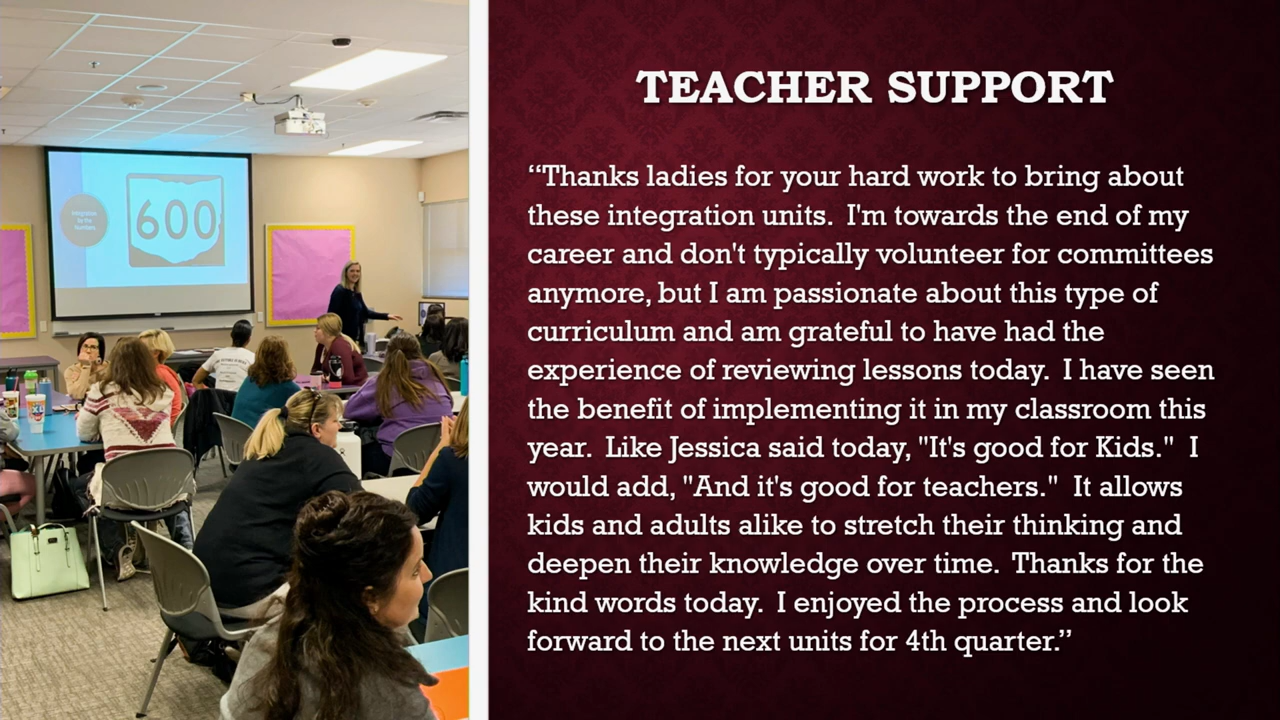 Integration
By the
Numbers
600
TEACHER SUPPORT
“Thanks ladies for your hard work to bring about
these integration units.  I'm towards the end of my
career and don't typically volunteer for committees
anymore, but I am passionate about this type of
curriculum and am grateful to have had the
experience of reviewing lessons today.  I have seen
the benefit of implementing it in my classroom this
year.  Like Jessica said today, "It's good for Kids."  I
would add, "And it's good for teachers."  It allows
kids and adults alike to stretch their thinking and
deepen their knowledge over time.  Thanks for the
kind words today.  I enjoyed the process and look
forward to the next units for 4th quarter.”